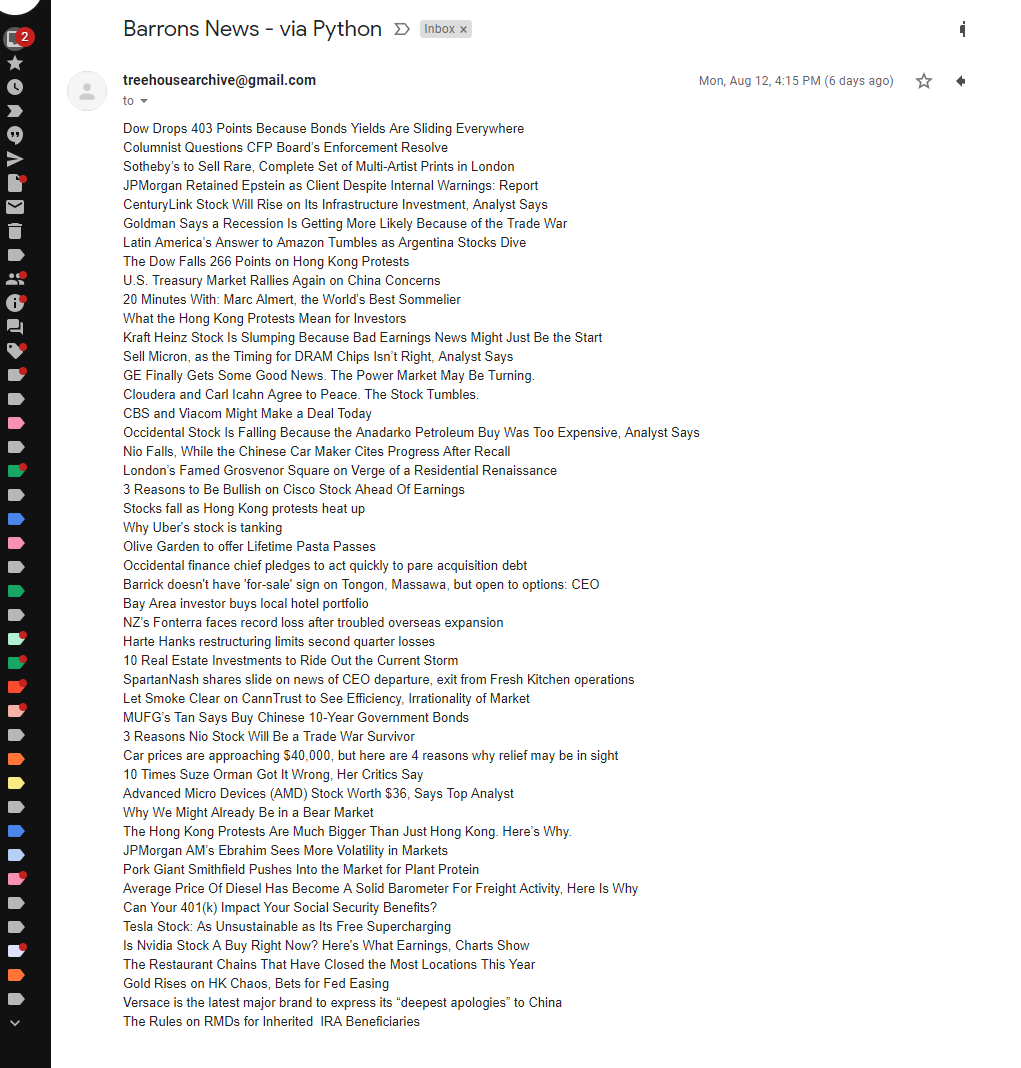 Barrons News - via Python
Inbox x
2
treehousearchive@gmail.com
Mon, Aug 12, 4:15 PM (6 days ago)
to
Dow Drops 403 Points Because Bonds Yields Are Sliding Everywhere
Columnist Questions CFP Board’s Enforcement Resolve
Sotheby’s to Sell Rare, Complete Set of Multi-Artist Prints in London
JPMorgan Retained Epstein as Client Despite Internal Warnings: Report
CenturyLink Stock Will Rise on Its Infrastructure Investment, Analyst Says
Goldman Says a Recession Is Getting More Likely Because of the Trade War
Latin America’s Answer to Amazon Tumbles as Argentina Stocks Dive
The Dow Falls 266 Points on Hong Kong Protests
U.S. Treasury Market Rallies Again on China Concerns
20 Minutes With: Marc Almert, the World’s Best Sommelier
What the Hong Kong Protests Mean for Investors
Kraft Heinz Stock Is Slumping Because Bad Earnings News Might Just Be the Start
Sell Micron, as the Timing for DRAM Chips Isn’t Right, Analyst Says
GE Finally Gets Some Good News. The Power Market May Be Turning.
Cloudera and Carl Icahn Agree to Peace. The Stock Tumbles.
CBS and Viacom Might Make a Deal Today
Occidental Stock Is Falling Because the Anadarko Petroleum Buy Was Too Expensive, Analyst Says
Nio Falls, While the Chinese Car Maker Cites Progress After Recall
London’s Famed Grosvenor Square on Verge of a Residential Renaissance
3 Reasons to Be Bullish on Cisco Stock Ahead Of Earnings
Stocks fall as Hong Kong protests heat up
Why Uber's stock is tanking
Olive Garden to offer Lifetime Pasta Passes
Occidental finance chief pledges to act quickly to pare acquisition debt
Barrick doesn't have 'for-sale' sign on Tongon, Massawa, but open to options: CEO
Bay Area investor buys local hotel portfolio
NZ’s Fonterra faces record loss after troubled overseas expansion
Harte Hanks restructuring limits second quarter losses
10 Real Estate Investments to Ride Out the Current Storm
SpartanNash shares slide on news of CEO departure, exit from Fresh Kitchen operations
Let Smoke Clear on CannTrust to See Efficiency, Irrationality of Market
MUFG’s Tan Says Buy Chinese 10-Year Government Bonds
3 Reasons Nio Stock Will Be a Trade War Survivor
Car prices are approaching $40,000, but here are 4 reasons why relief may be in sight
10 Times Suze Orman Got It Wrong, Her Critics Say
Advanced Micro Devices (AMD) Stock Worth $36, Says Top Analyst
Why We Might Already Be in a Bear Market
The Hong Kong Protests Are Much Bigger Than Just Hong Kong. Here’s Why.
JPMorgan AM’s Ebrahim Sees More Volatility in Markets
Pork Giant Smithfield Pushes Into the Market for Plant Protein
Average Price Of Diesel Has Become A Solid Barometer For Freight Activity, Here Is Why
Can Your 401(k) Impact Your Social Security Benefits?
Tesla Stock: As Unsustainable as Its Free Supercharging
Is Nvidia Stock A Buy Right Now? Here's What Earnings, Charts Show
The Restaurant Chains That Have Closed the Most Locations This Year
Gold Rises on HK Chaos, Bets for Fed Easing
Versace is the latest major brand to express its “deepest apologies” to China
The Rules on RMDs for Inherited  IRA Beneficiaries